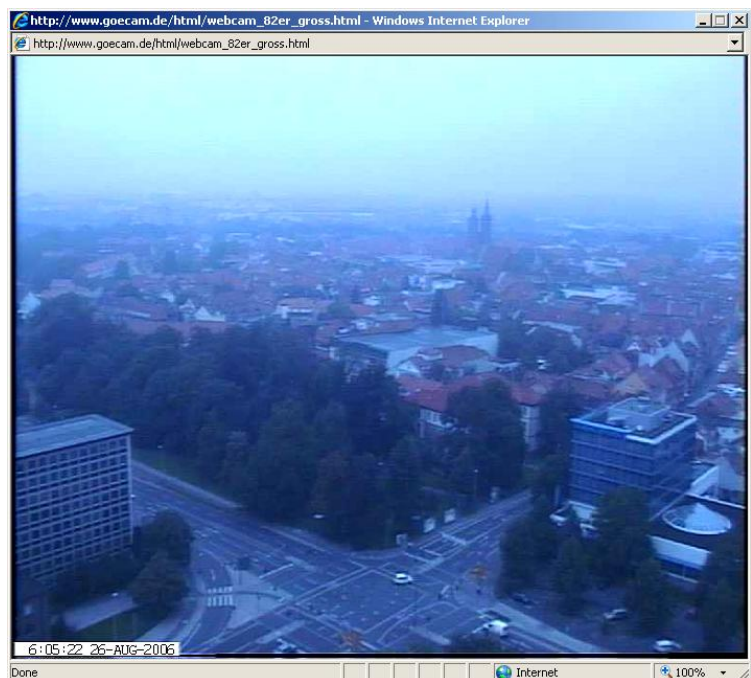 http://www.goecam.de/html/webcam_82er_gross.html - Windows Internet Explorer
http://www.goecam.de/html/webcam_82er_gross.html
6:05:22 26-AUG-2006
Done
Internet
100%